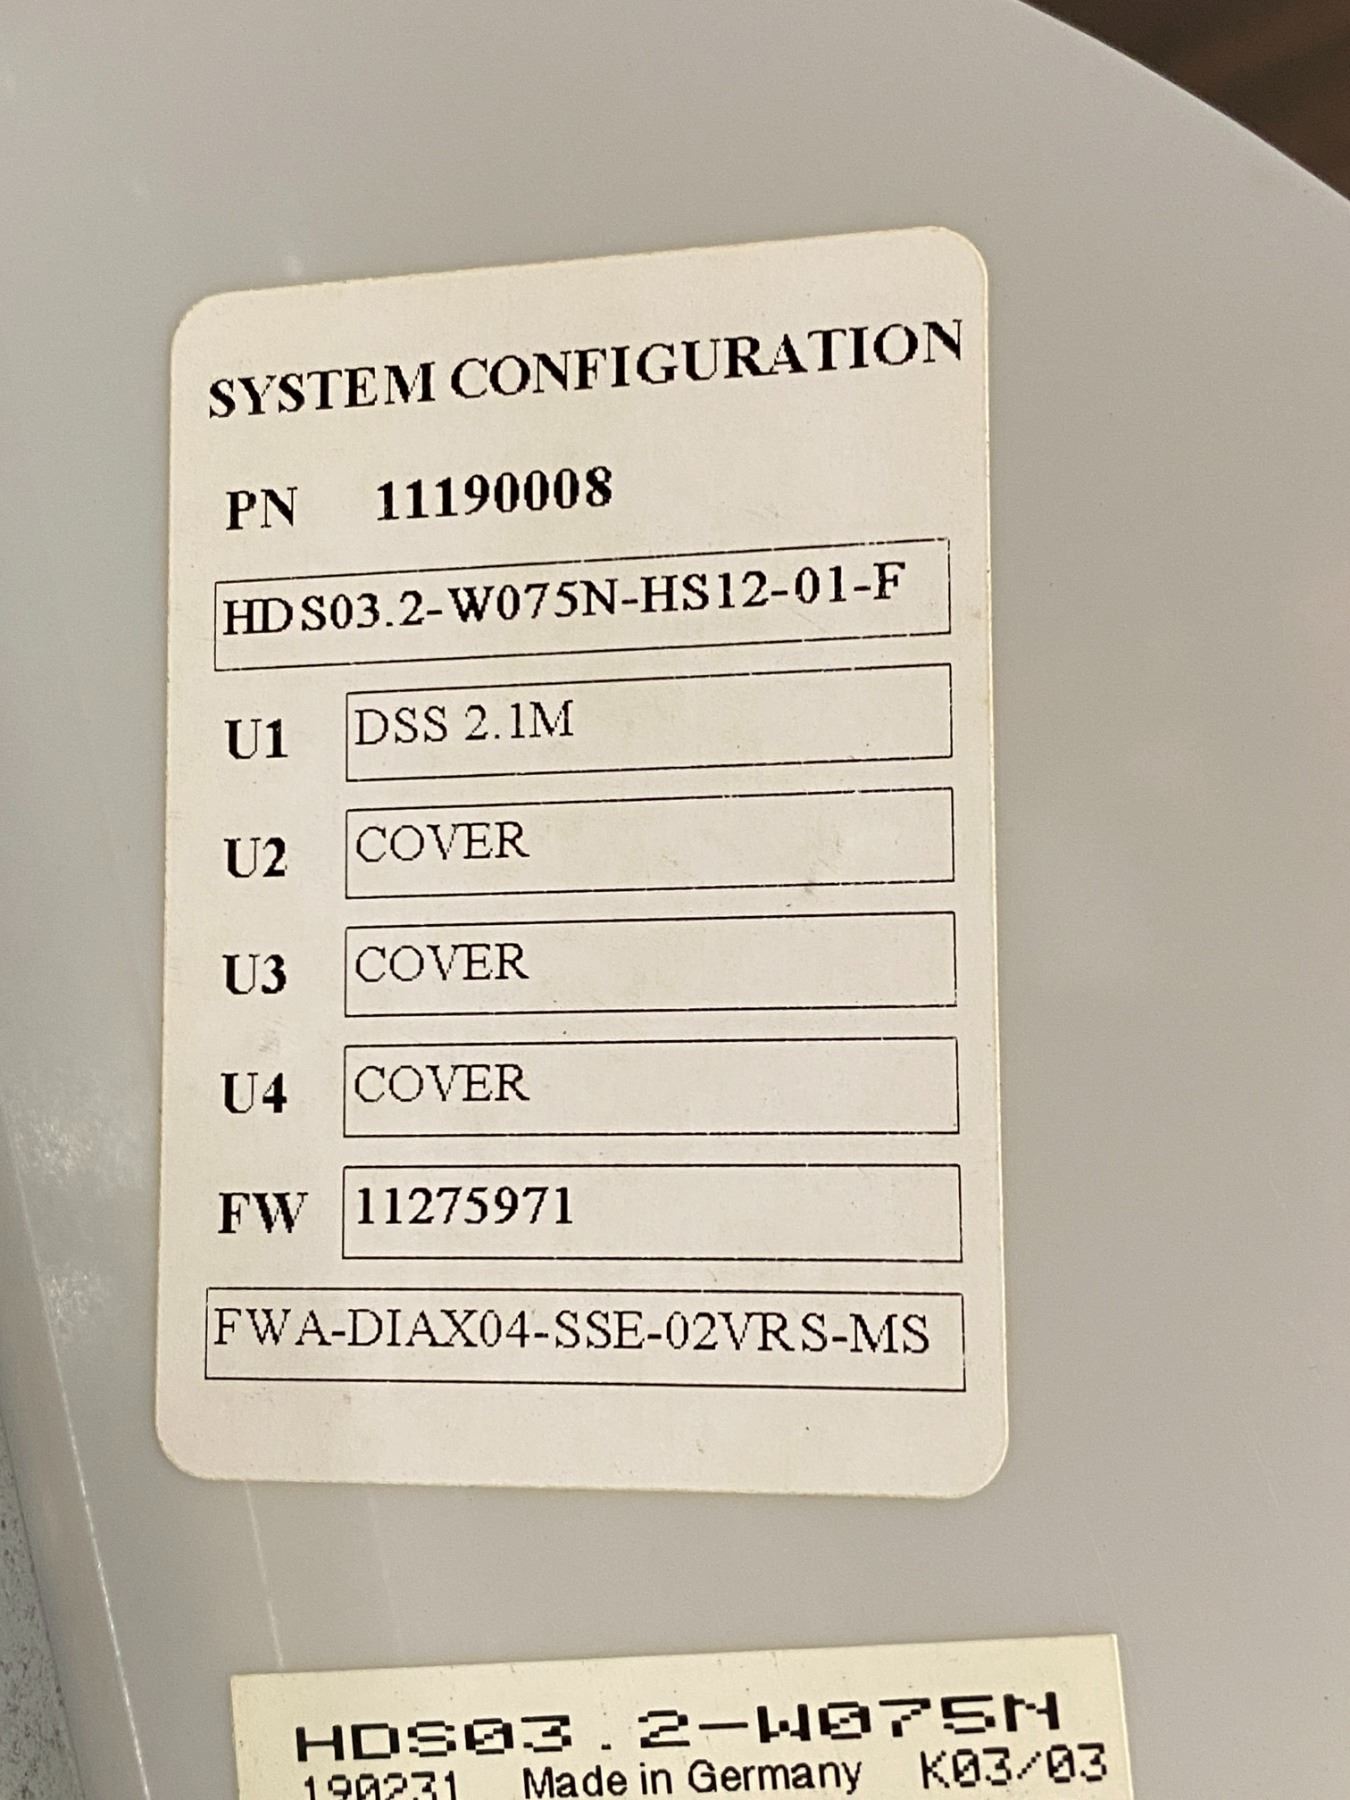 SYSTEM CONFIGURATION
PN 11190008
HDS03.2-W075N-HS12-01-F
U1 DSS 2.1M
U2 COVER
U3 COVER
U4 COVER
FW 11275971
FWA-DIAX04-SSE-02VRS-MS
HDS03.2-W075N
190231 Made in Germany K03/03